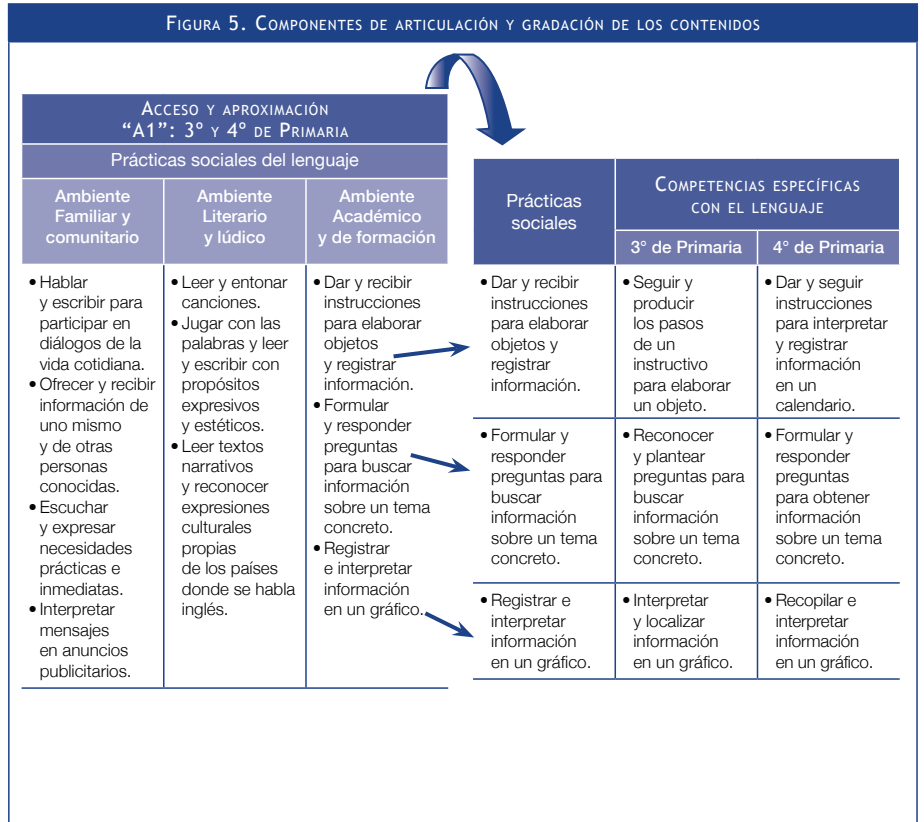 FIGURA 5. COMPONENTES DE ARTICULACIÓN Y GRADACIÓN DE LOS CONTENIDOS
ACCESO Y APROXIMACIÓN
“A1”: 3º Y 4º DE PRIMARIA
Prácticas sociales del lenguaje
Ambiente
Familiar y
comunitario
Ambiente
Literario
y lúdico
Ambiente
Académico
y de formación
• Hablar
y escribir para
participar en
diálogos de la
vida cotidiana.
• Ofrecer y recibir
información de
uno mismo
y de otras
personas
conocidas.
• Escuchar
y expresar
necesidades
prácticas e
inmediatas.
• Interpretar
mensajes
en anuncios
publicitarios.
• Leer y entonar
canciones.
• Jugar con las
palabras y leer
y escribir con
propósitos
expresivos
y estéticos.
• Leer textos
narrativos
y reconocer
expresiones
culturales
propias
de los países
donde se habla
inglés.
• Dar y recibir
instrucciones
para elaborar
objetos
y registrar
información.
• Formular
y responder
preguntas
para buscar
información
sobre un tema
concreto.
• Registrar
e interpretar
información
en un gráfico.
Prácticas
sociales
COMPETENCIAS ESPECÍFICAS
CON EL LENGUAJE
3° de Primaria
4° de Primaria
• Dar y recibir
instrucciones
para elaborar
objetos y
registrar
información.
• Seguir y
producir
los pasos
de un
instructivo
para elaborar
un objeto.
• Dar y seguir
instrucciones
para interpretar
y registrar
información
en un
calendario.
• Formular y
responder
preguntas para
buscar
información
sobre un tema
concreto.
• Reconocer
y plantear
preguntas para
buscar
información
sobre un tema
concreto.
• Formular y
responder
preguntas
para obtener
información
sobre un tema
concreto.
• Registrar e
interpretar
información
en un gráfico.
• Interpretar
y localizar
información
en un gráfico.
• Recopilar e
interpretar
información
en un gráfico.